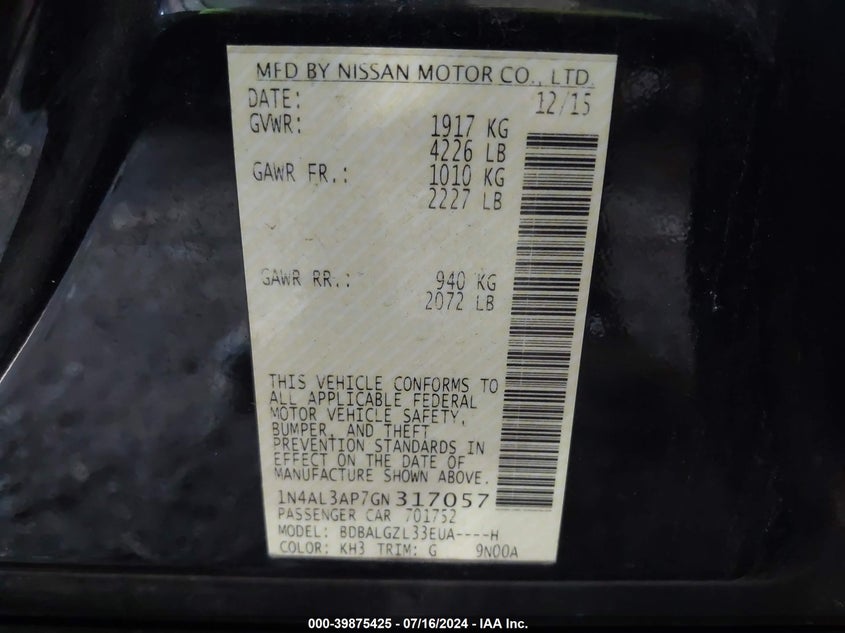 MFD BY NISSAN MOTOR CO., LTD.
DATE: 12/15
GVWR: 1917 KG
4226 LB
GAWR FR.: 1010 KG
2227 LB
GAWR RR.: 940 KG
2072 LB
THIS VEHICLE CONFORMS TO
ALL APPLICABLE FEDERAL
MOTOR VEHICLE SAFETY,
BUMPER, AND THEFT
PREVENTION STANDARDS IN
EFFECT ON THE DATE OF
MANUFACTURE SHOWN ABOVE.
1N4AL3AP7GN317057
PASSENGER CAR 701752
MODEL: BDBALGZL33EUA----H
COLOR: KH3 TRIM: G 9N00A
000-39875425 - 07/16/2024 - IAA Inc.